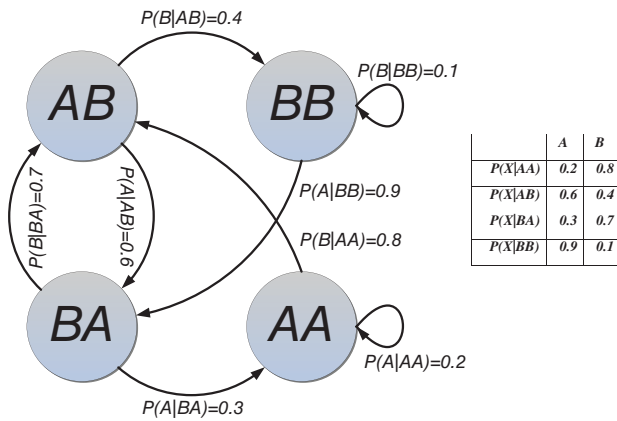 P(B|AB)=0.4
AB
BB
P(B|BB)=0.1
P(B|BA)=0.7
P(A|AB)=0.6
P(A|BB)=0.9
P(B|AA)=0.8
BA
AA
P(A|AA)=0.2
P(A|BA)=0.3
A B
P(X|AA) 0.2 0.8
P(X|AB) 0.6 0.4
P(X|BA) 0.3 0.7
P(X|BB) 0.9 0.1